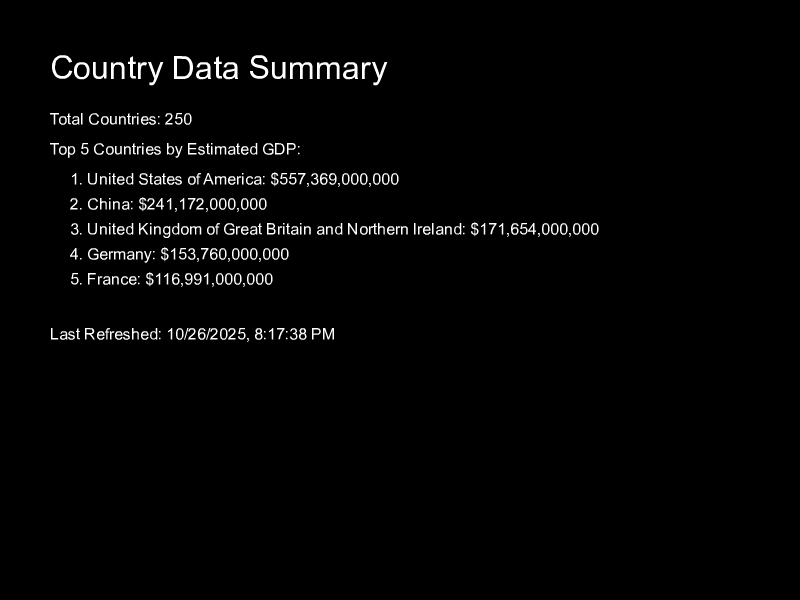 Country Data Summary
Total Countries: 250
Top 5 Countries by Estimated GDP:
1. United States of America: $557,369,000,000
2. China: $241,172,000,000
3. United Kingdom of Great Britain and Northern Ireland: $171,654,000,000
4. Germany: $153,760,000,000
5. France: $116,991,000,000
Last Refreshed: 10/26/2025, 8:17:38 PM